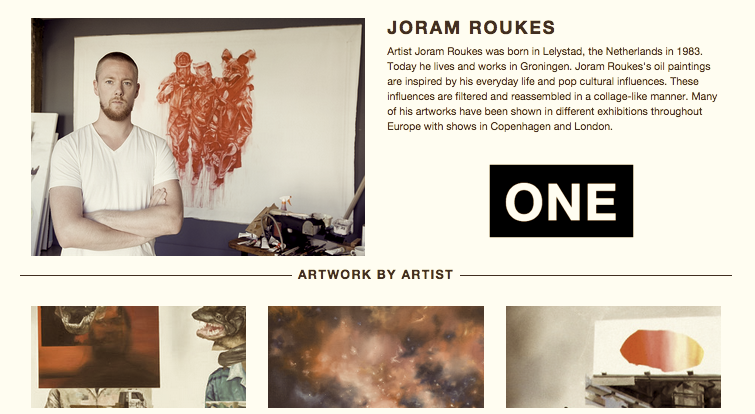 JORAM ROUKES
Artist Joram Roukes was born in Lelystad, the Netherlands in 1983.
Today he lives and works in Groningen. Joram Roukes's oil paintings
are inspired by his everyday life and pop cultural influences. These
influences are filtered and reassembled in a collage-like manner. Many
of his artworks have been shown in different exhibitions throughout
Europe with shows in Copenhagen and London.
ONE
ARTWORK BY ARTIST